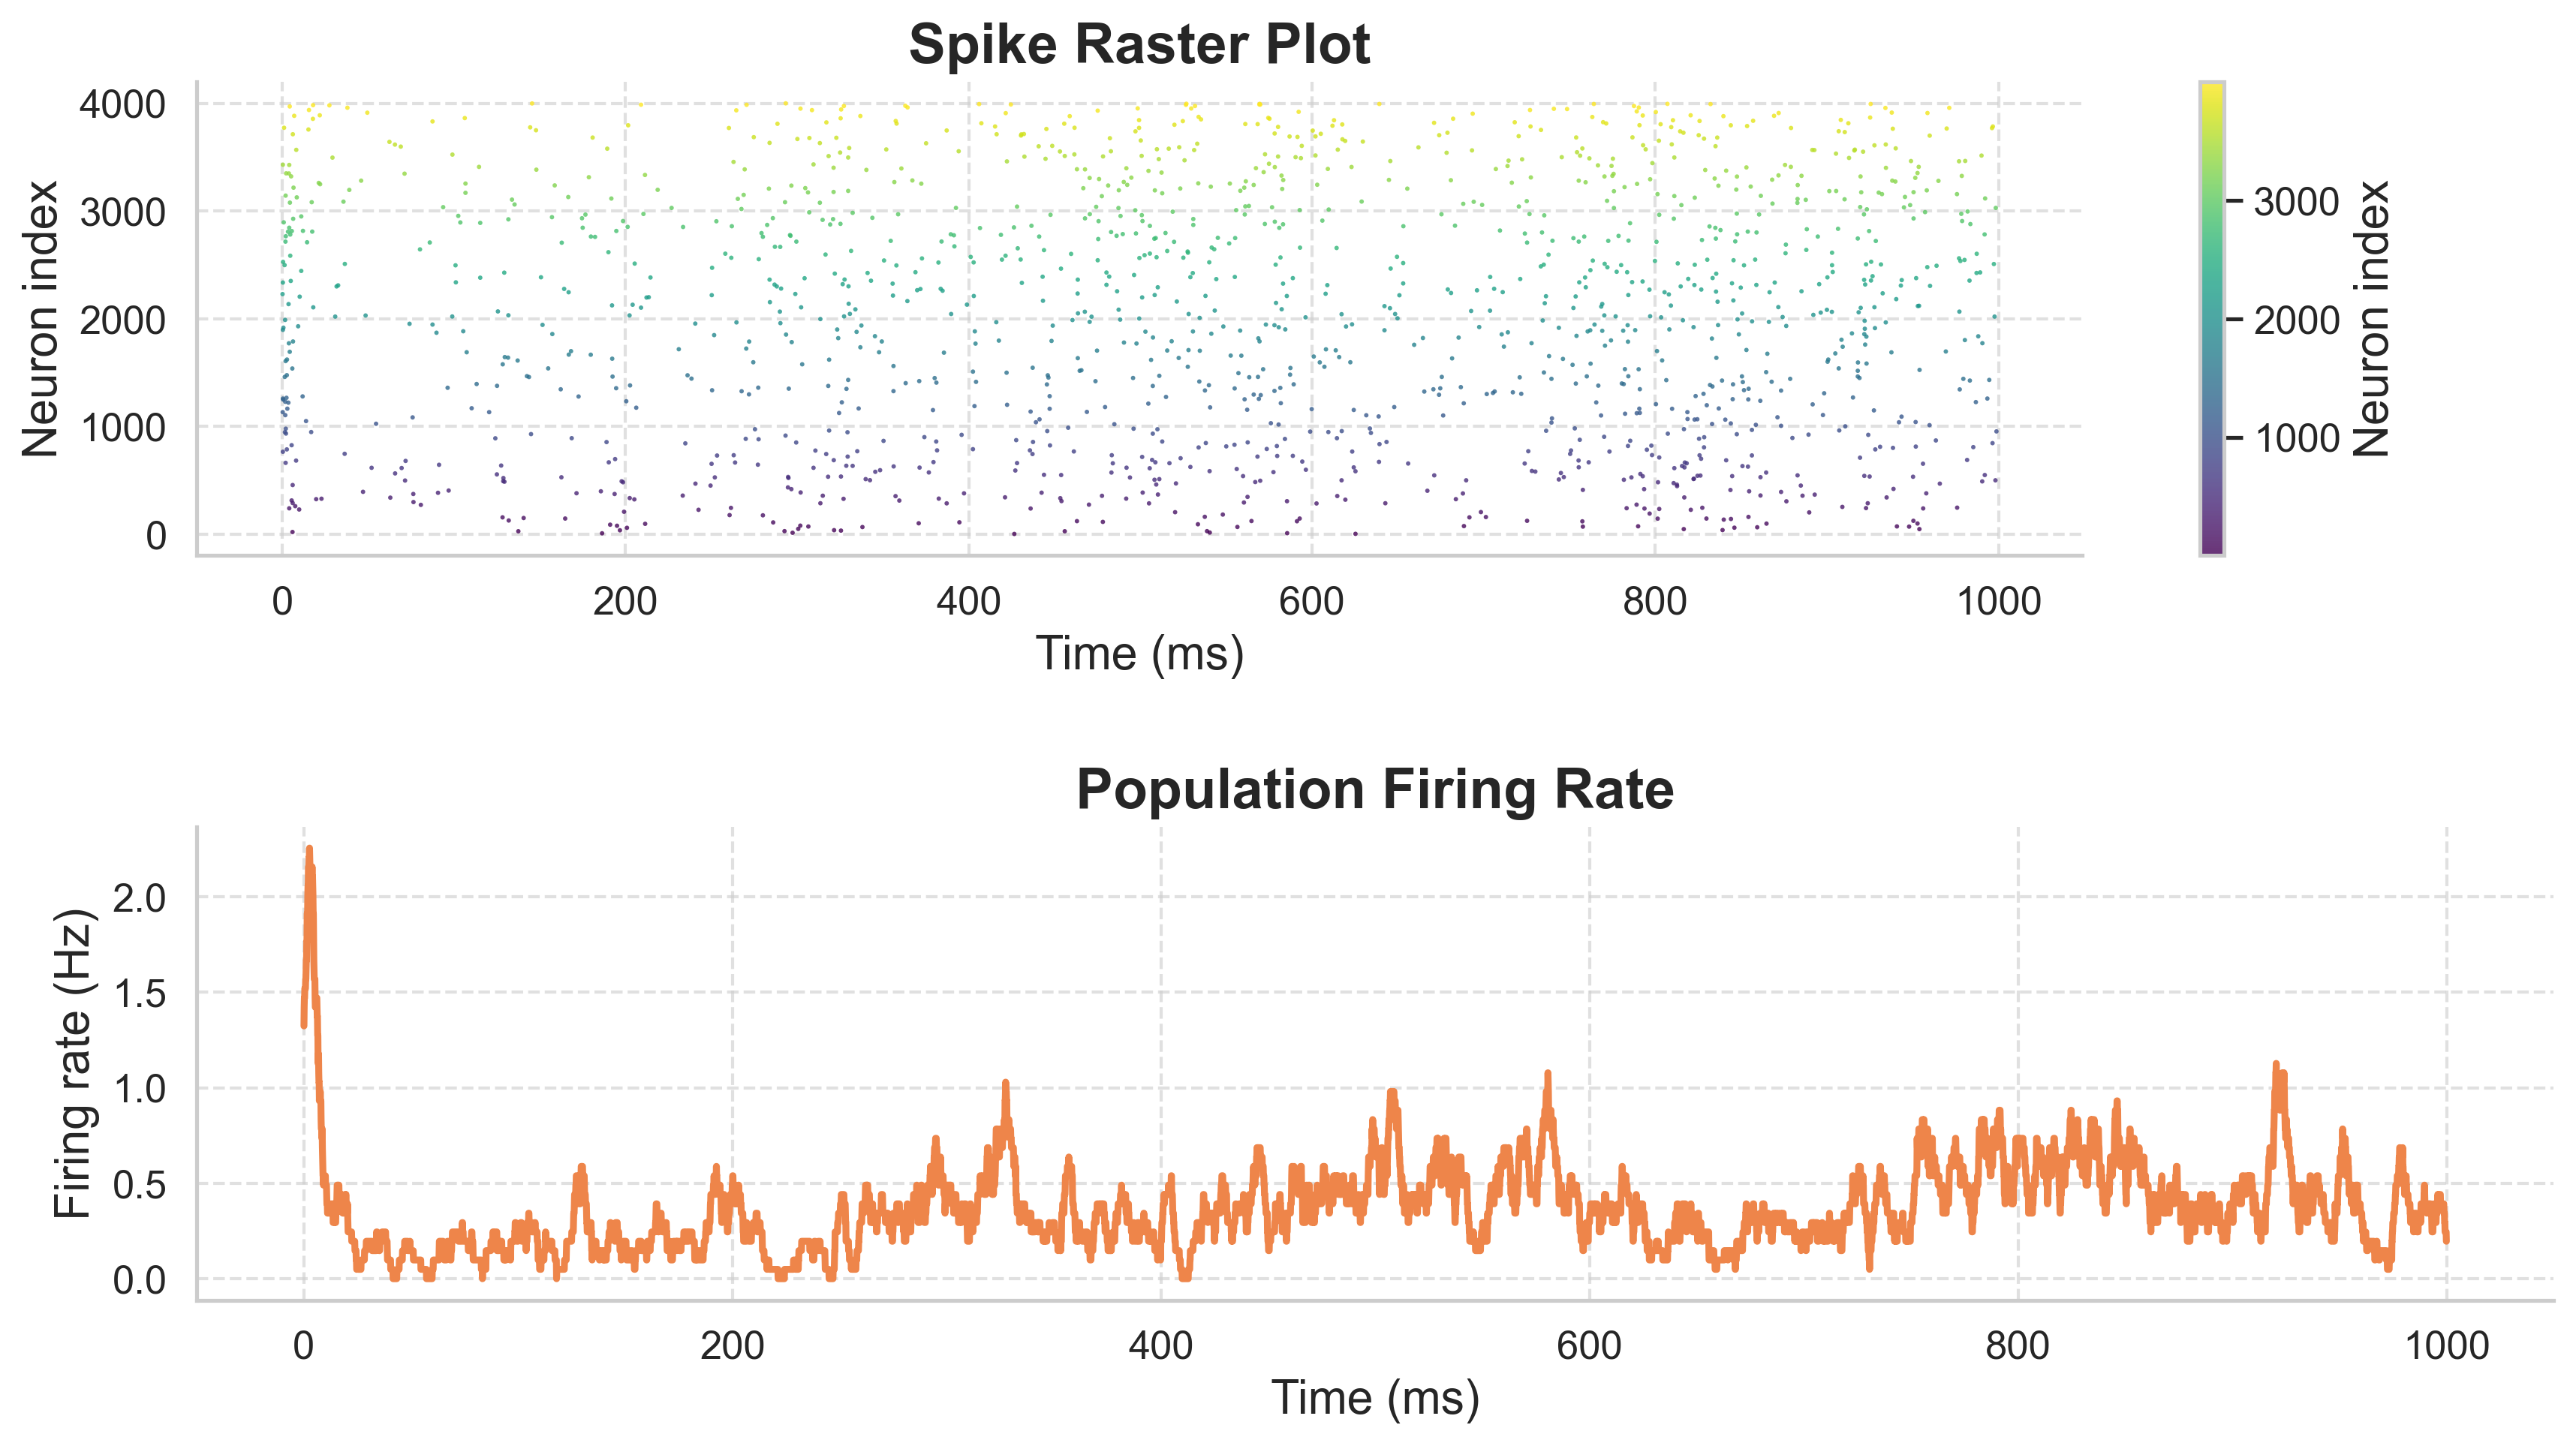 Spike Raster Plot
4000
3000
2000
1000
0
Neuron index
0 200 400 600 800 1000
Time (ms)
3000
2000
1000
Neuron index
Population Firing Rate
2.0
1.5
1.0
0.5
0.0
Firing rate (Hz)
0 200 400 600 800 1000
Time (ms)